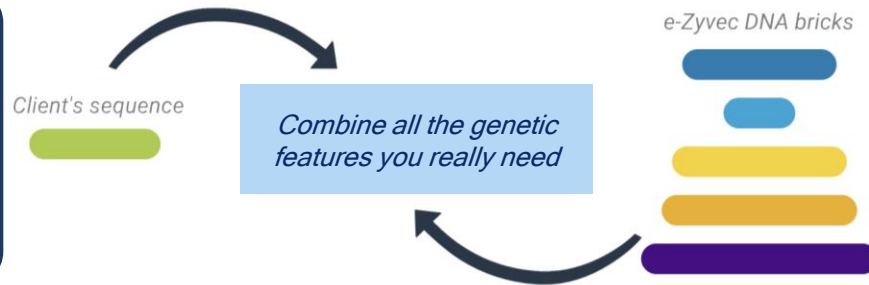 e-Zyvec DNA bricks
Client's sequence
Combine all the genetic
features you really need